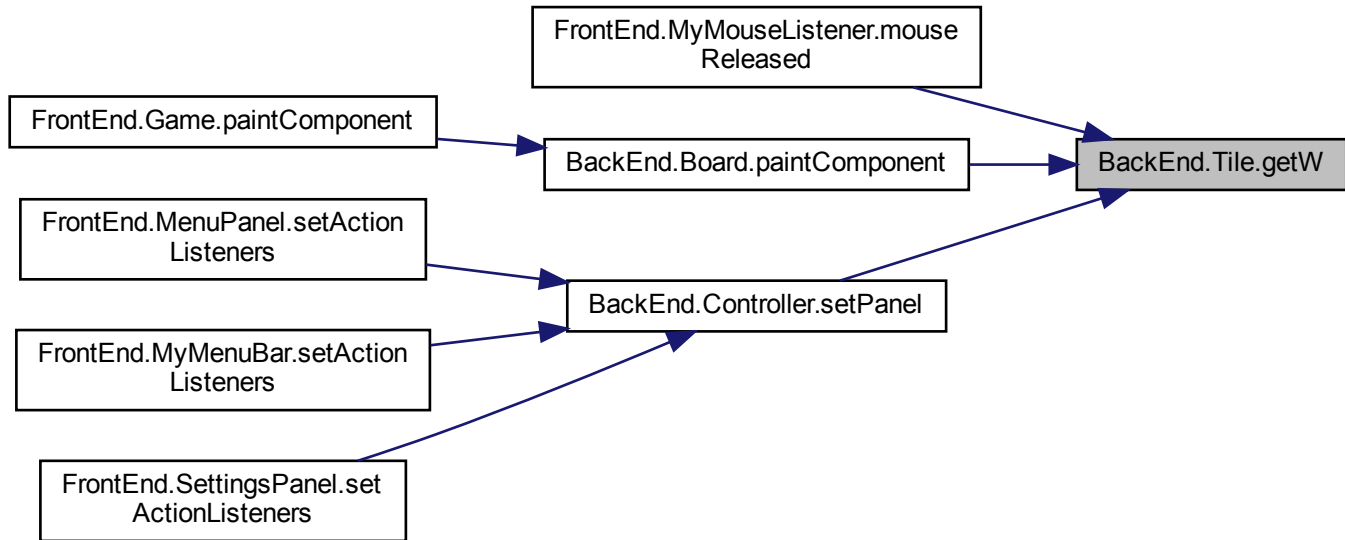 FrontEnd.MyMouseListener.mouse
Released
FrontEnd.Game.paintComponent
BackEnd.Board.paintComponent
BackEnd.Tile.getW
FrontEnd.MenuPanel.setAction
Listeners
BackEnd.Controller.setPanel
FrontEnd.MyMenuBar.setAction
Listeners
FrontEnd.SettingsPanel.set
ActionListeners